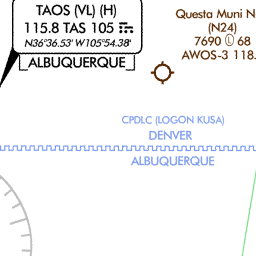 TAOS (VL) (H)
115.8 TAS 105
N36°36.53' W105°54.38'
ALBUQUERQUE
Questa Muni N
(N24)
7690 Ⓛ 68
AWOS-3 118.
CPDLC (LOGON KUSA)
DENVER
ALBUQUERQUE